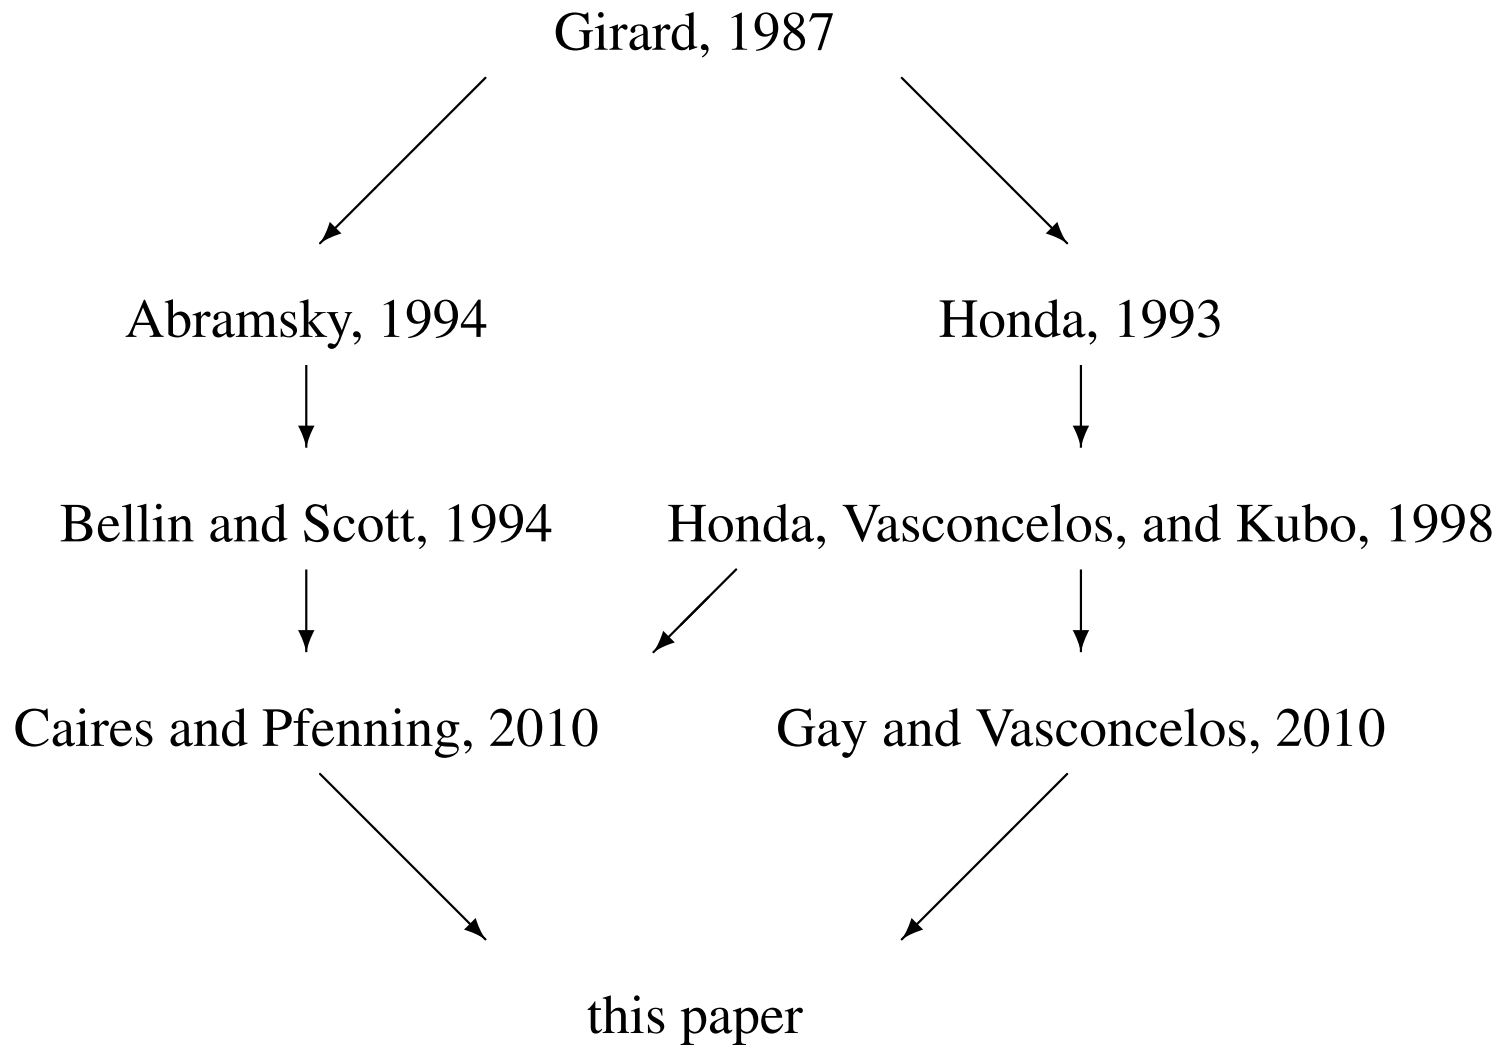 Girard, 1987
Abramsky, 1994
Honda, 1993
Bellin and Scott, 1994
Honda, Vasconcelos, and Kubo, 1998
Caires and Pfenning, 2010
Gay and Vasconcelos, 2010
this paper